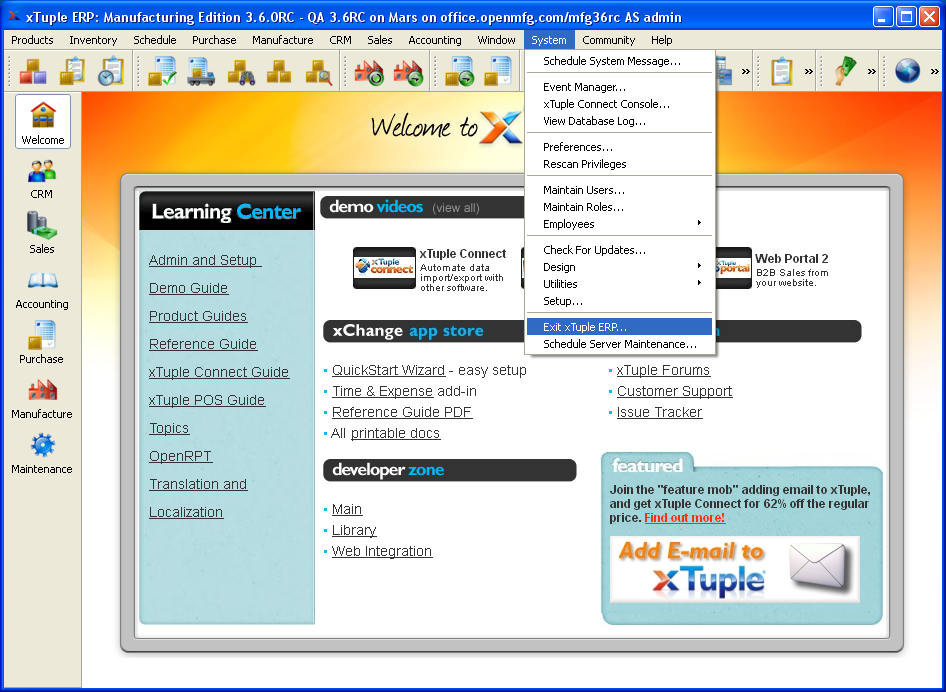 xTuple ERP: Manufacturing Edition 3.6.0RC - QA 3.6RC on Mars on office.openmfg.com/mfg36rc AS admin
Products Inventory Schedule Purchase Manufacture CRM Sales Accounting Window System Community Help
Schedule System Message...
Event Manager...
xTuple Connect Console...
View Database Log...
Preferences...
Rescan Privileges
Maintain Users...
Maintain Roles...
Employees
Check For Updates...
Design
Utilities
Setup...
Exit xTuple ERP...
Schedule Server Maintenance...
Welcome
CRM
Sales
Accounting
Purchase
Manufacture
Maintenance
Welcome to X
Learning Center
Admin and Setup
Demo Guide
Product Guides
Reference Guide
xTuple Connect Guide
xTuple POS Guide
Topics
OpenRPT
Translation and
Localization
demo videos (view all)
xTuple
connect
xTuple Connect
Automate data
import/export with
other software.
xTuple
portal
Web Portal 2
B2B Sales from
your website.
xChange app store
QuickStart Wizard - easy setup
Time & Expense add-in
Reference Guide PDF
All printable docs
xTuple Forums
Customer Support
Issue Tracker
developer zone
Main
Library
Web Integration
featured
Join the "feature mob" adding email to xTuple,
and get xTuple Connect for 62% off the regular
price. Find out more!
Add E-mail to
xTuple